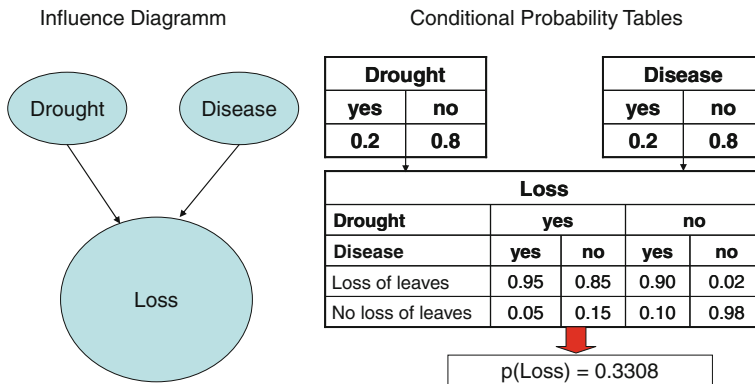 Influence Diagramm
Conditional Probability Tables
Drought
Disease
Loss
Drought
yes no
0.2 0.8
Disease
yes no
0.2 0.8
Loss
Drought yes no
Disease yes no yes no
Loss of leaves 0.95 0.85 0.90 0.02
No loss of leaves 0.05 0.15 0.10 0.98
p(Loss) = 0.3308